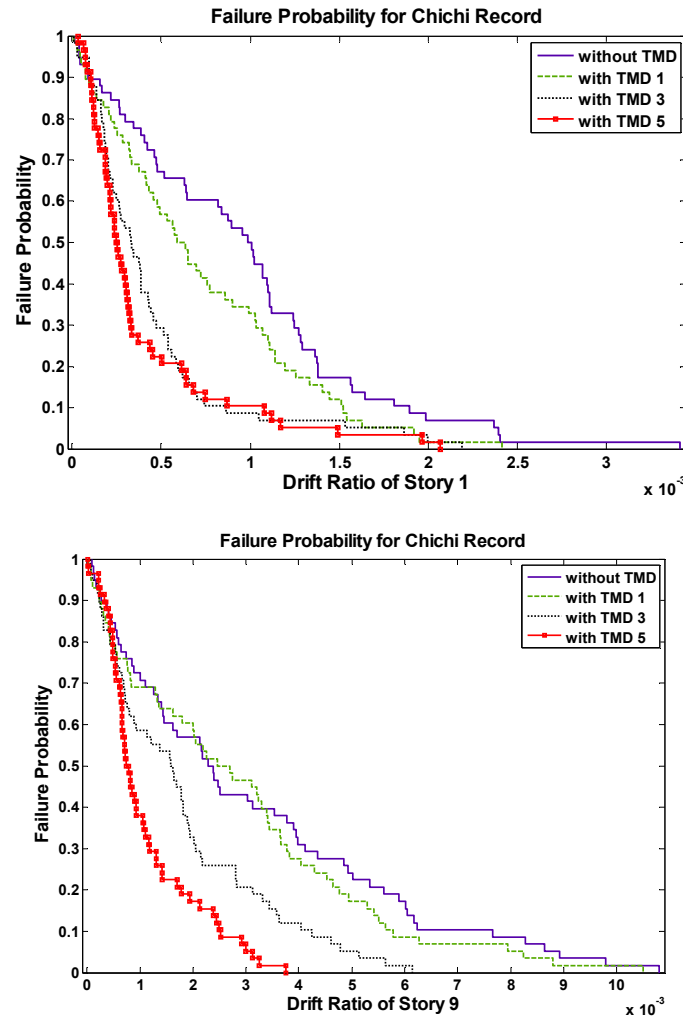 Failure Probability for Chichi Record
without TMD
with TMD 1
with TMD 3
with TMD 5
Failure Probability
1
0.9
0.8
0.7
0.6
0.5
0.4
0.3
0.2
0.1
0
0 0.5 1 1.5 2 2.5 3
Drift Ratio of Story 1
x 10⁻³
Failure Probability for Chichi Record
without TMD
with TMD 1
with TMD 3
with TMD 5
Failure Probability
1
0.9
0.8
0.7
0.6
0.5
0.4
0.3
0.2
0.1
0
0 1 2 3 4 5 6 7 8 9 10
Drift Ratio of Story 9
x 10⁻³